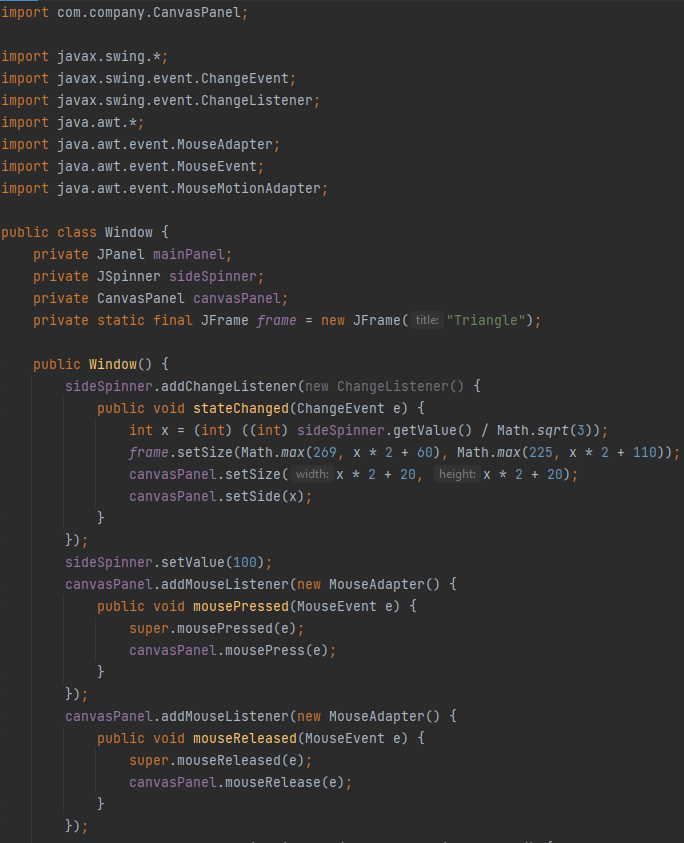 import com.company.CanvasPanel;
import javax.swing.*;
import javax.swing.event.ChangeEvent;
import javax.swing.event.ChangeListener;
import java.awt.*;
import java.awt.event.MouseAdapter;
import java.awt.event.MouseEvent;
import java.awt.event.MouseMotionAdapter;
public class Window {
private JPanel mainPanel;
private JSpinner sideSpinner;
private CanvasPanel canvasPanel;
private static final JFrame frame = new JFrame( title: "Triangle");
public Window() {
sideSpinner.addChangeListener(new ChangeListener() {
public void stateChanged(ChangeEvent e) {
int x = (int) ((int) sideSpinner.getValue() / Math.sqrt(3));
frame.setSize(Math.max(269, x * 2 + 60), Math.max(225, x * 2 + 110));
canvasPanel.setSize( width: x * 2 + 20, height: x * 2 + 20);
canvasPanel.setSide(x);
}
});
sideSpinner.setValue(100);
canvasPanel.addMouseListener(new MouseAdapter() {
public void mousePressed(MouseEvent e) {
super.mousePressed(e);
canvasPanel.mousePress(e);
}
});
canvasPanel.addMouseListener(new MouseAdapter() {
public void mouseReleased(MouseEvent e) {
super.mouseReleased(e);
canvasPanel.mouseRelease(e);
}
});